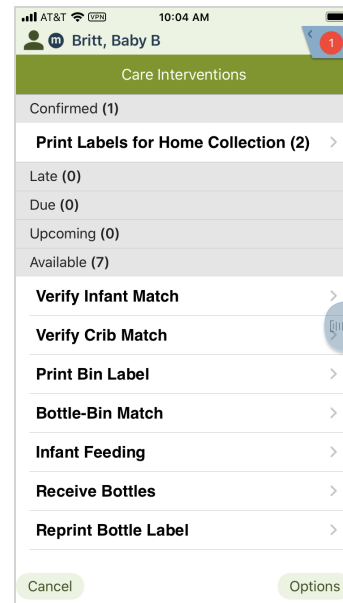 AT&T VPN 10:04 AM
m Britt, Baby B
1
Care Interventions
Confirmed (1)
Print Labels for Home Collection (2)
Late (0)
Due (0)
Upcoming (0)
Available (7)
Verify Infant Match
Verify Crib Match
Print Bin Label
Bottle-Bin Match
Infant Feeding
Receive Bottles
Reprint Bottle Label
Cancel Options